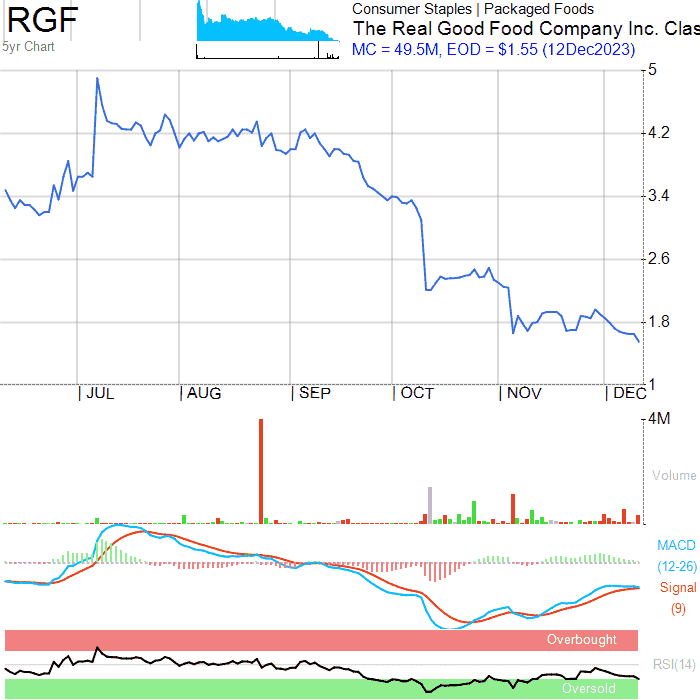 RGF
5yr Chart
Consumer Staples | Packaged Foods
The Real Good Food Company Inc. Clas
MC = 49.5M, EOD = $1.55 (12Dec2023)
5
4.2
3.4
2.6
1.8
1
| JUL | AUG | SEP | OCT | NOV | DEC
4M
Volume
MACD
(12-26)
Signal
(9)
Overbought
RSI(14)
Oversold